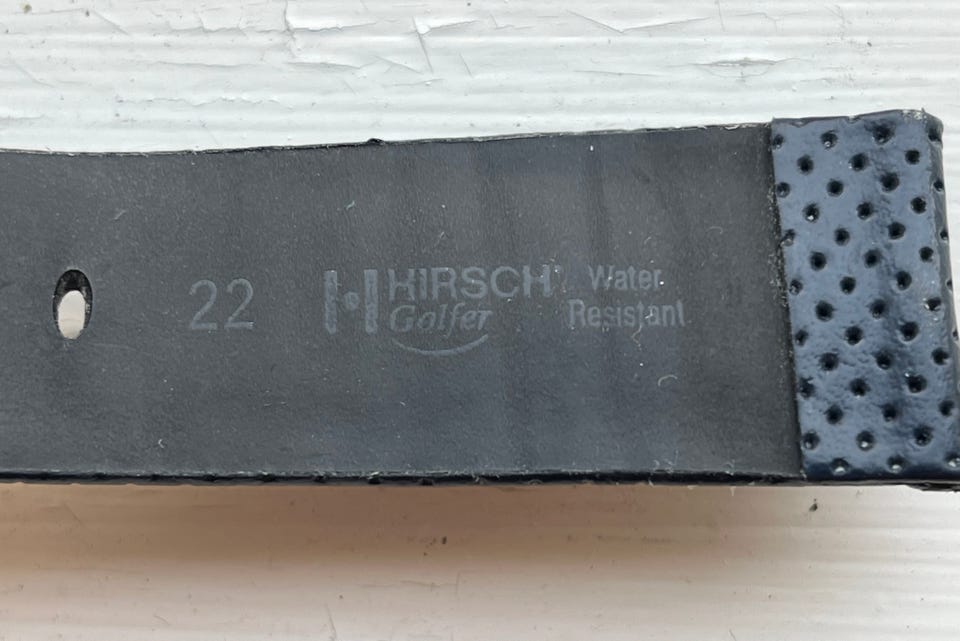 22
HIRSCH
Golfer
Water
Resistant